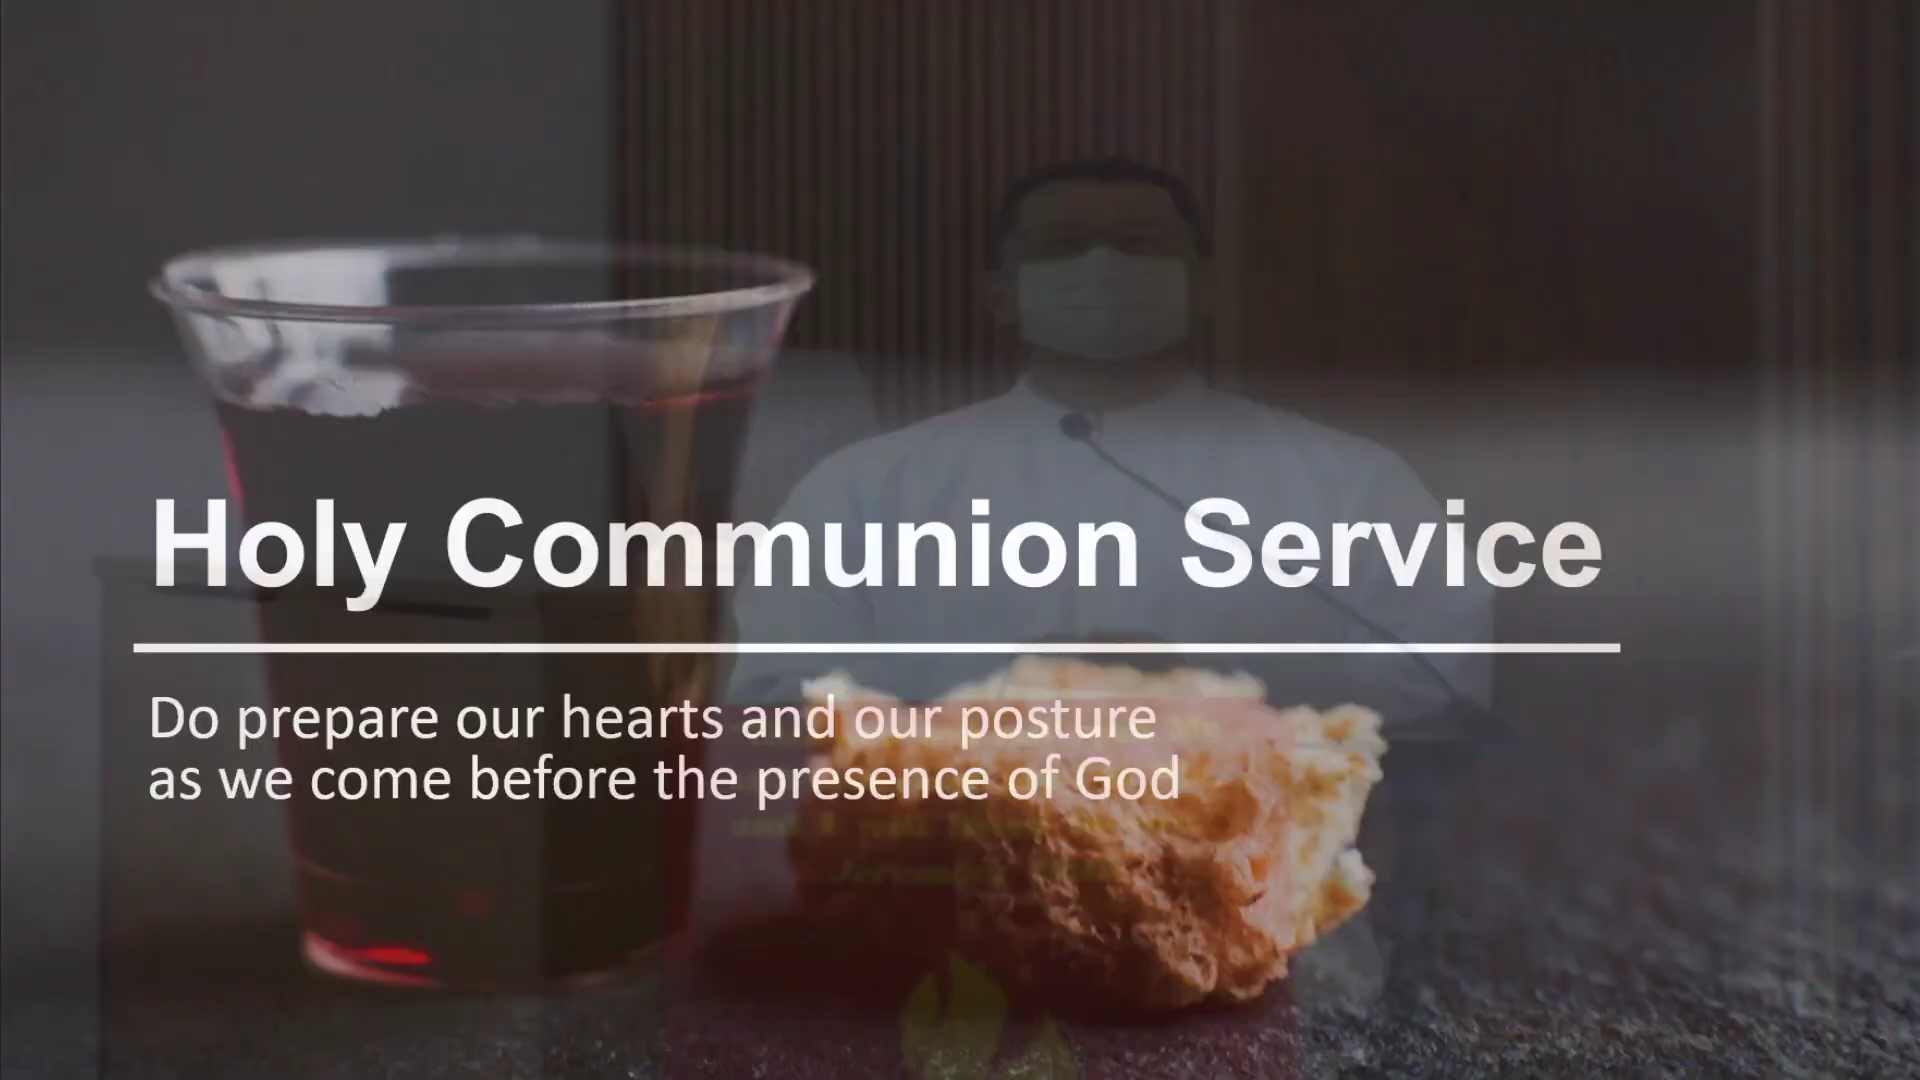 Holy Communion Service
Do prepare our hearts and our posture
as we come before the presence of God